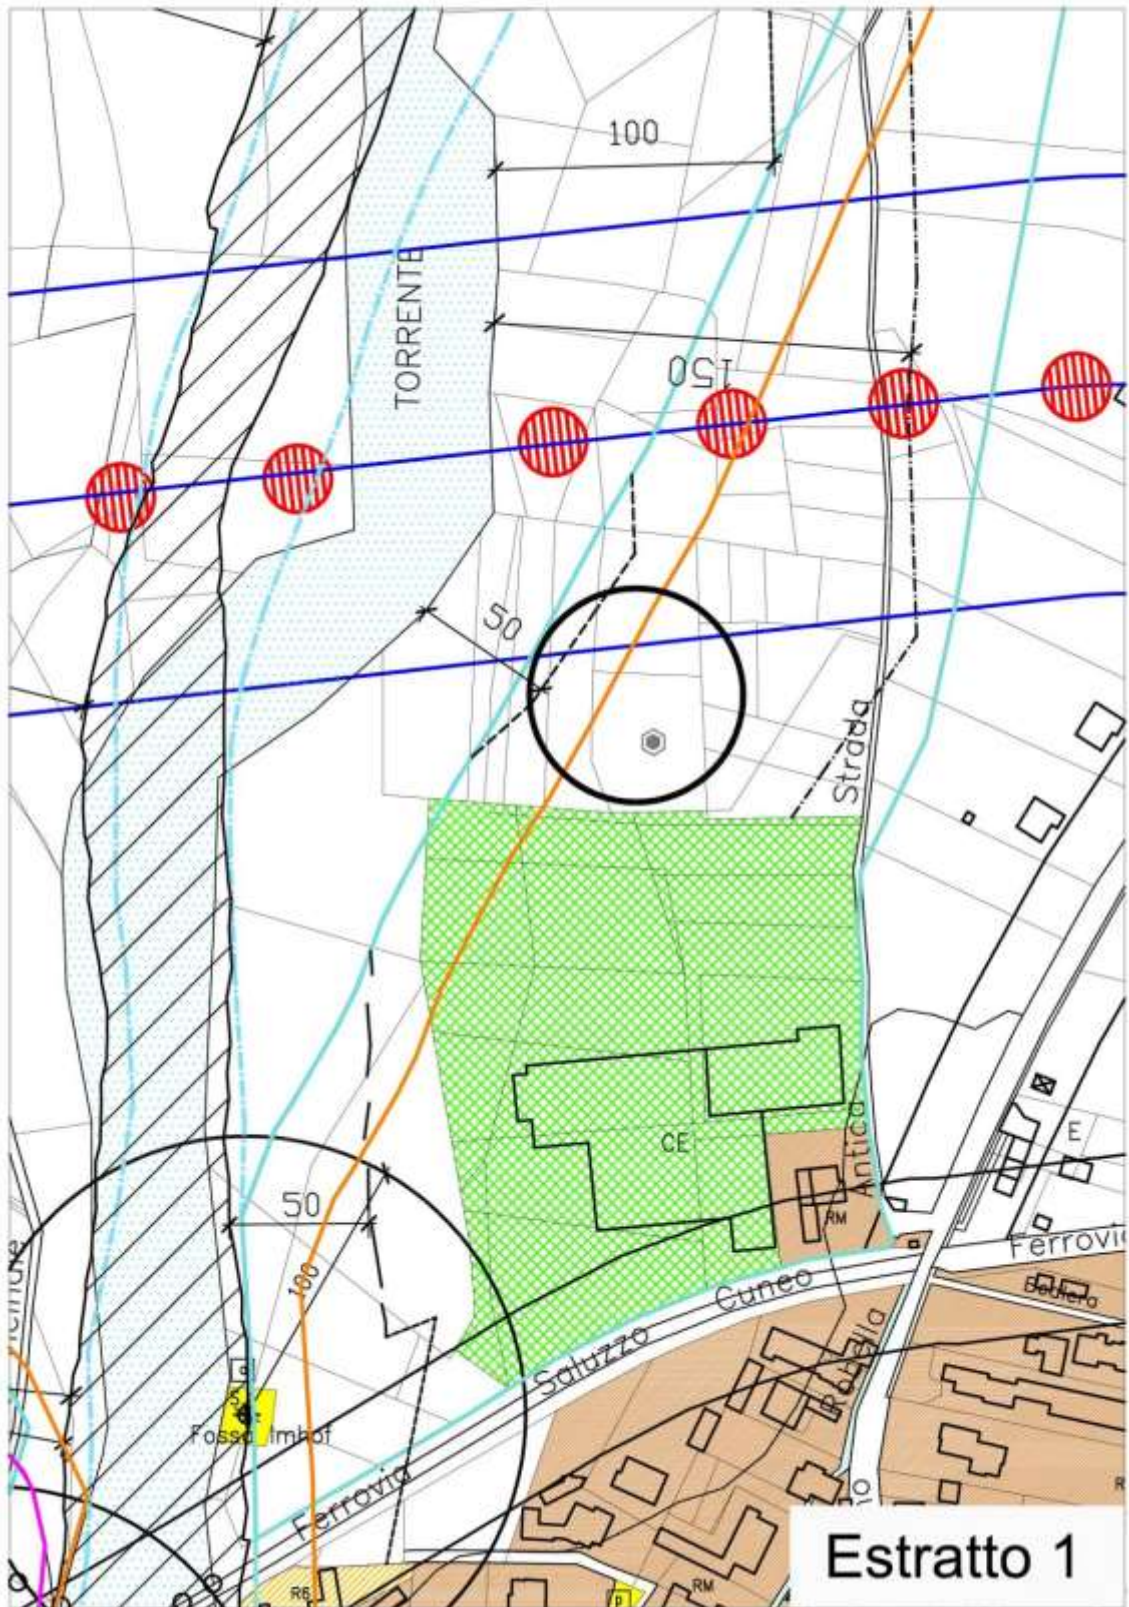 100
TORRENTE
150
50
Strada
CE
Antica
E
RM
50
100
Ferrovia
Cuneo
Saluzzo
Fossa Imhof
Ferrovia
Estratto 1
R6
RM
P